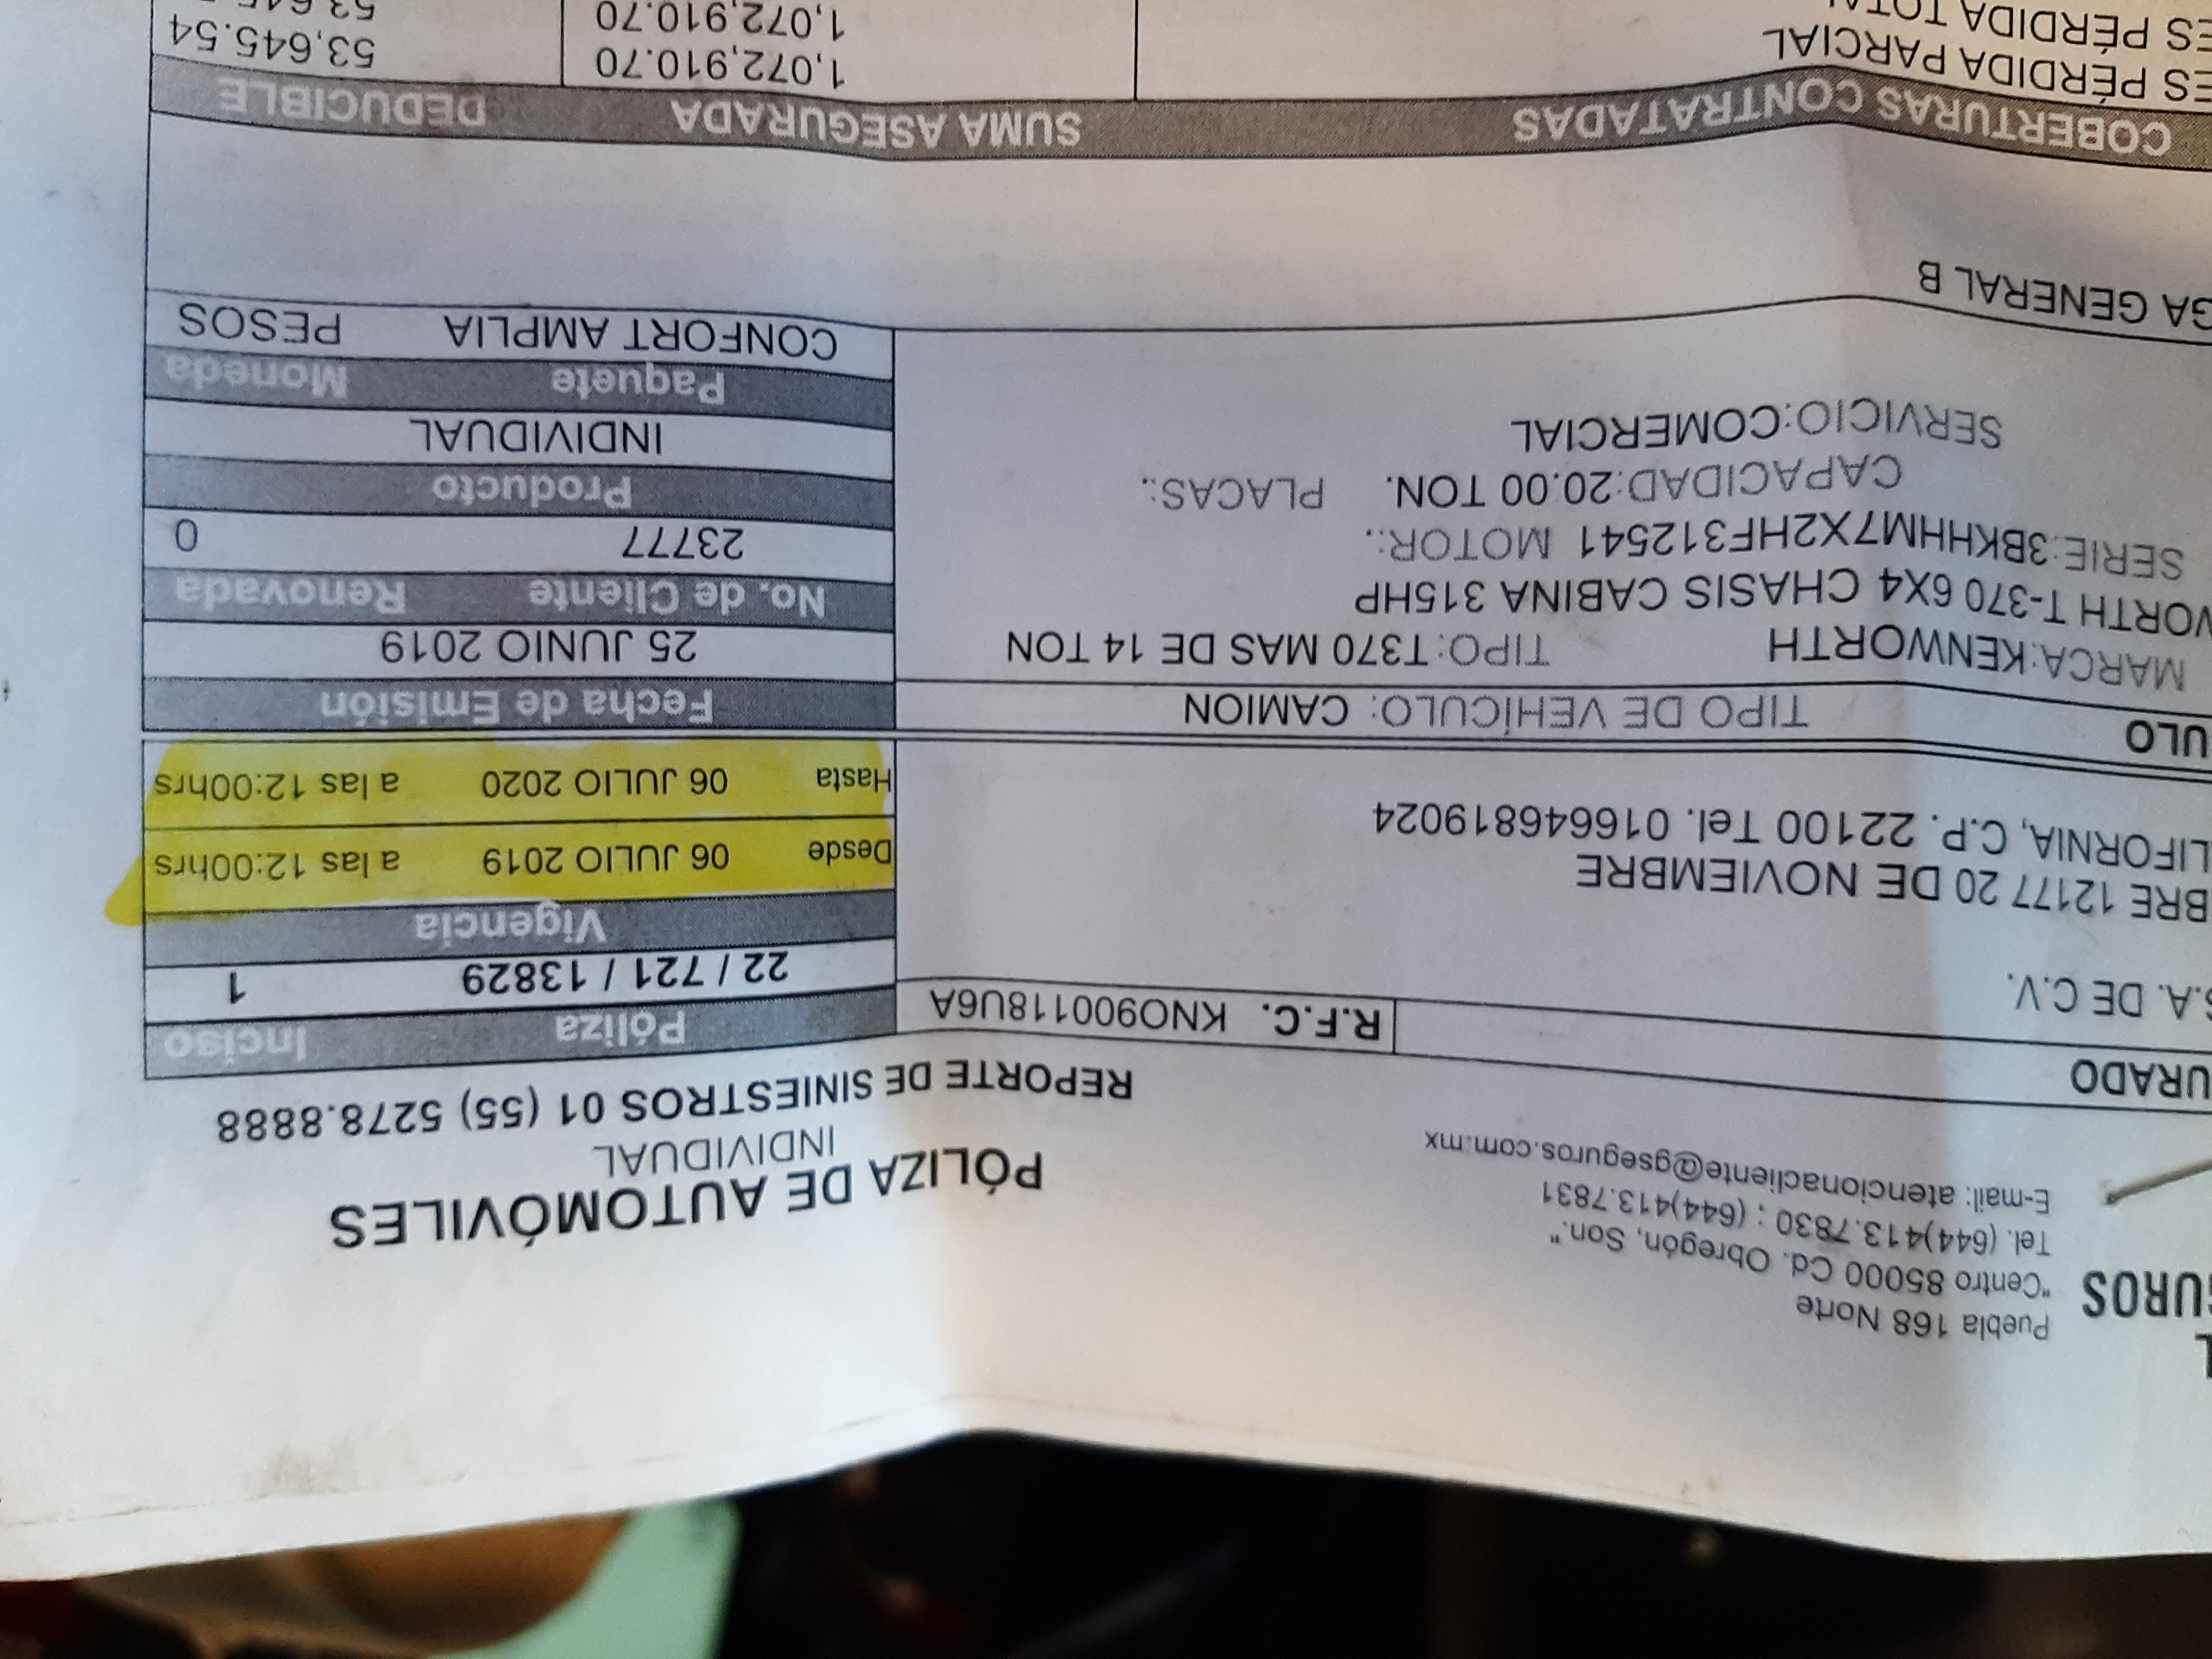 Puebla 168 Norte
"Centro 85000 Cd. Obregón, Son."
Tel. (644)413.7830 ; (644)413.7831
E-mail: atencionacliente@gseguros.com.mx
PÓLIZA DE AUTOMÓVILES
INDIVIDUAL
REPORTE DE SINIESTROS 01 (55) 5278.8888
URADO
R.F.C. KNO900118U6A
Póliza Inciso
22 / 721 / 13829 1
S.A. DE C.V.
Vigencia
Desde 06 JULIO 2019 a las 12:00hrs
Hasta 06 JULIO 2020 a las 12:00hrs
BRE 12177 20 DE NOVIEMBRE
LIFORNIA, C.P. 22100 Tel. 016646819024
ULO
TIPO DE VEHÍCULO: CAMION
Fecha de Emisión
25 JUNIO 2019
MARCA:KENWORTH TIPO:T370 MAS DE 14 TON
WORTH T-370 6X4 CHASIS CABINA 315HP
SERIE:3BKHHM7X2HF312541 MOTOR:.
CAPACIDAD:20.00 TON. PLACAS:.
SERVICIO:COMERCIAL
No. de Cliente Renovada
23777 0
Producto
INDIVIDUAL
Paquete Moneda
CONFORT AMPLIA PESOS
GA GENERAL B
COBERTURAS CONTRATADAS SUMA ASEGURADA DEDUCIBLE
ES PÉRDIDA PARCIAL 1,072,910.70 53,645.54
ES PÉRDIDA TOTAL 1,072,910.70